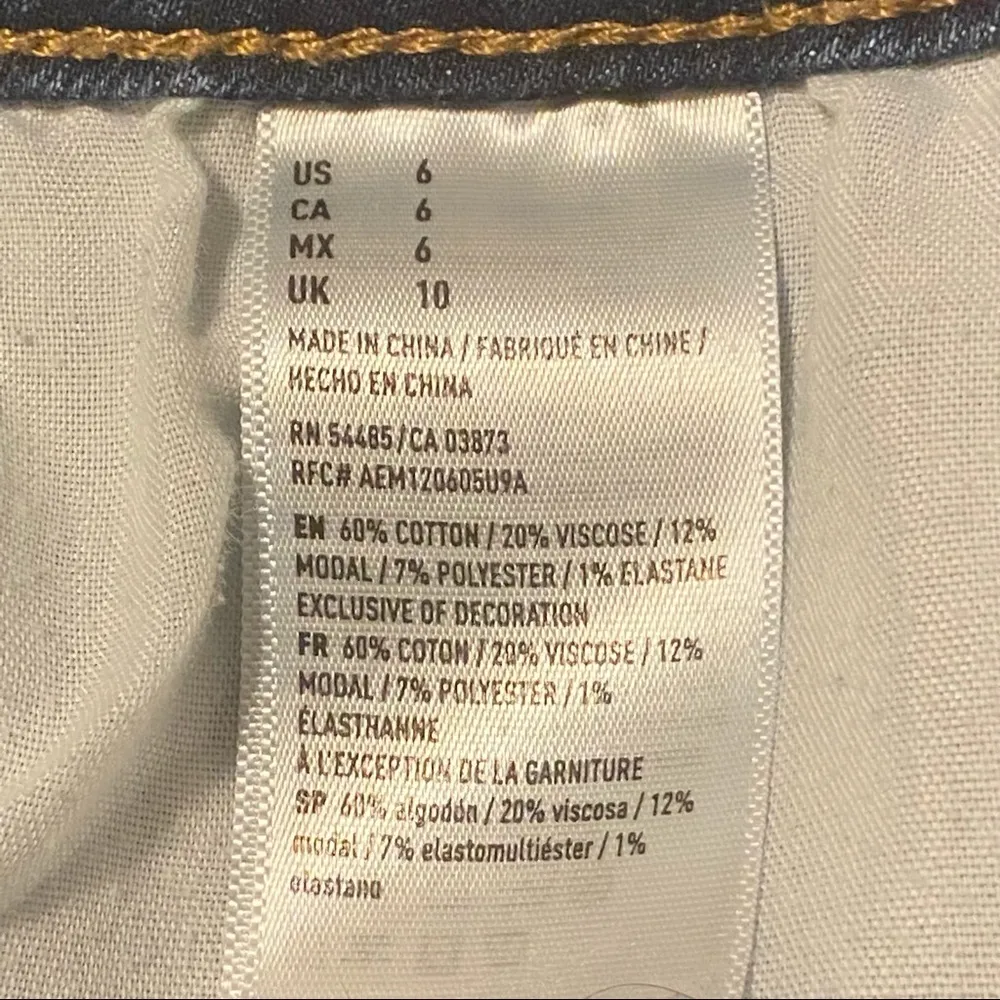 US 6
CA 6
MX 6
UK 10
MADE IN CHINA / FABRIQUÉ EN CHINE /
HECHO EN CHINA
RN 54485/CA 03873
RFC# AEM120605U9A
EN 60% COTTON / 20% VISCOSE / 12%
MODAL / 7% POLYESTER / 1% ELASTANE
EXCLUSIVE OF DECORATION
FR 60% COTON / 20% VISCOSE / 12%
MODAL / 7% POLYESTER / 1%
ÉLASTHANNE
À L'EXCEPTION DE LA GARNITURE
SP 60% algodón / 20% viscosa / 12%
modal / 7% elastomultiéster / 1%
elastano